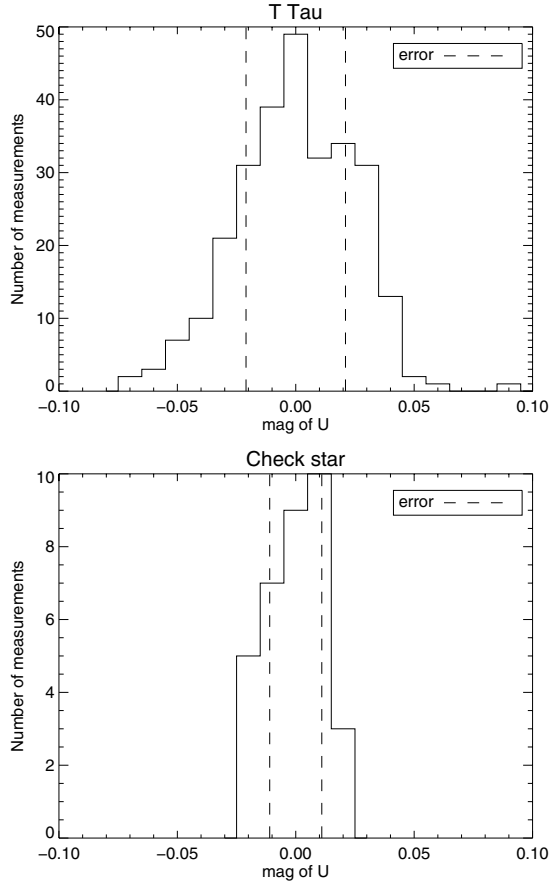 T Tau
50
error
40
30
20
10
0
Number of measurements
−0.10 −0.05 0.00 0.05 0.10
mag of U
Check star
10
error
8
6
4
2
0
Number of measurements
−0.10 −0.05 0.00 0.05 0.10
mag of U